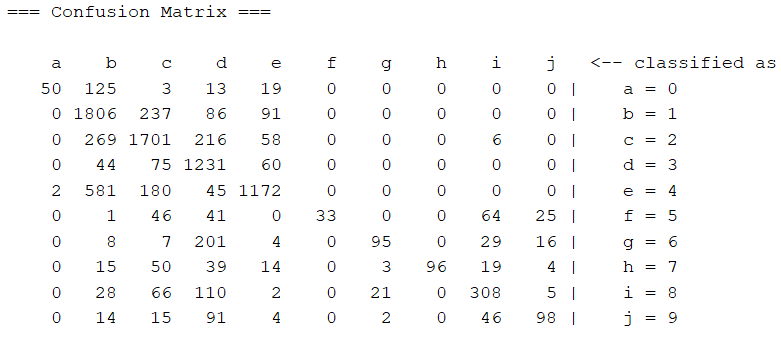 === Confusion Matrix ===
a b c d e f g h i j <-- classified as
50 125 3 13 19 0 0 0 0 0 | a = 0
0 1806 237 86 91 0 0 0 0 0 | b = 1
0 269 1701 216 58 0 0 0 6 0 | c = 2
0 44 75 1231 60 0 0 0 0 0 | d = 3
2 581 180 45 1172 0 0 0 0 0 | e = 4
0 1 46 41 0 33 0 0 64 25 | f = 5
0 8 7 201 4 0 95 0 29 16 | g = 6
0 15 50 39 14 0 3 96 19 4 | h = 7
0 28 66 110 2 0 21 0 308 5 | i = 8
0 14 15 91 4 0 2 0 46 98 | j = 9